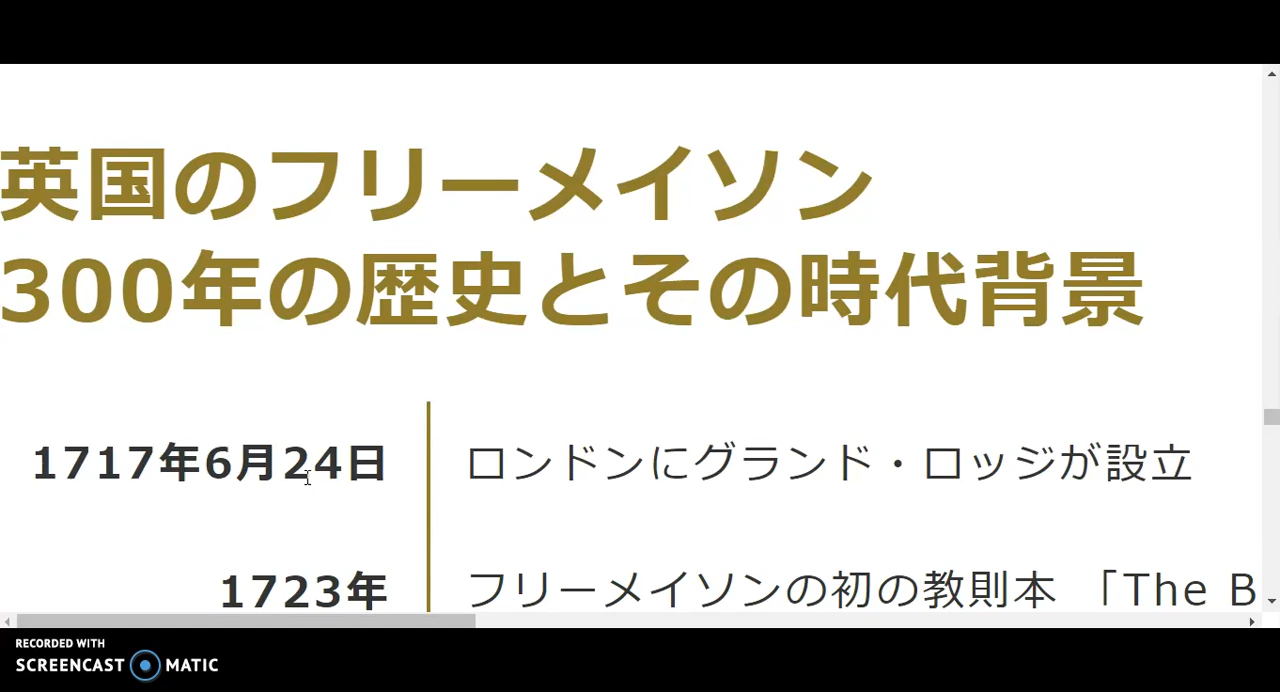 英国のフリーメイソン
300年の歴史とその時代背景
1717年6月24日 ロンドンにグランド・ロッジが設立
1723年 フリーメイソンの初の教則本 「The B
RECORDED WITH
SCREENCAST MATIC